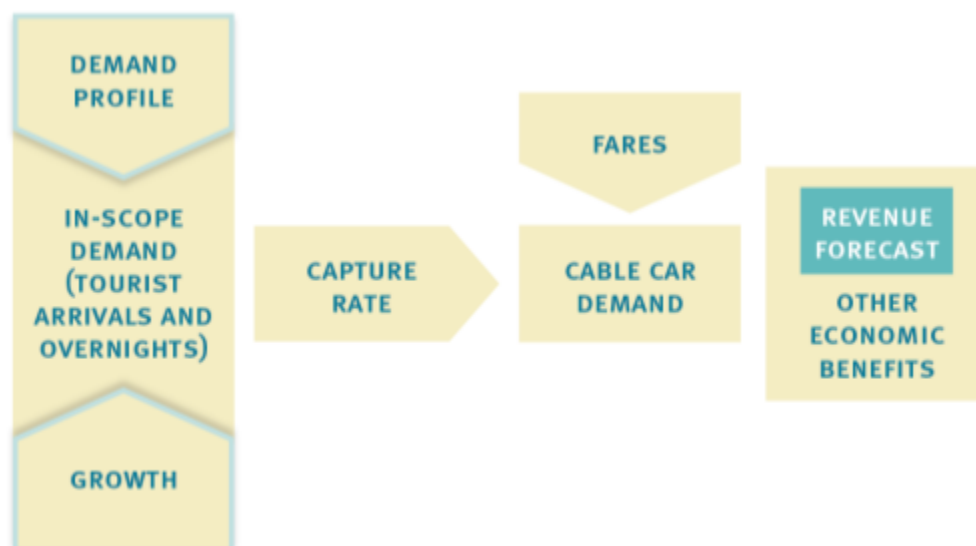 DEMAND
PROFILE
IN-SCOPE
DEMAND
(TOURIST
ARRIVALS AND
OVERNIGHTS)
GROWTH
CAPTURE
RATE
FARES
CABLE CAR
DEMAND
REVENUE
FORECAST
OTHER
ECONOMIC
BENEFITS